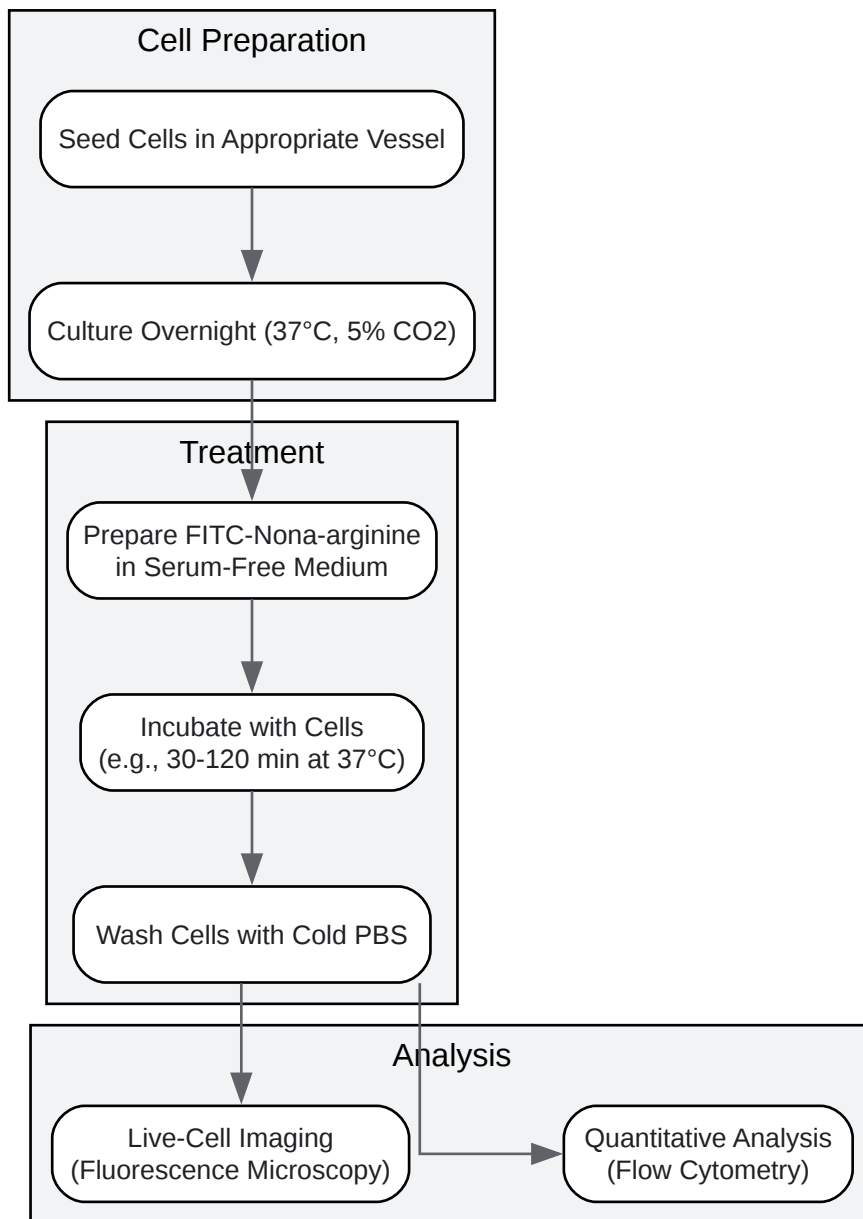 Cell Preparation
Seed Cells in Appropriate Vessel
Culture Overnight (37°C, 5% CO2)
Treatment
Prepare FITC-Nona-arginine
in Serum-Free Medium
Incubate with Cells
(e.g., 30-120 min at 37°C)
Wash Cells with Cold PBS
Analysis
Live-Cell Imaging
(Fluorescence Microscopy)
Quantitative Analysis
(Flow Cytometry)